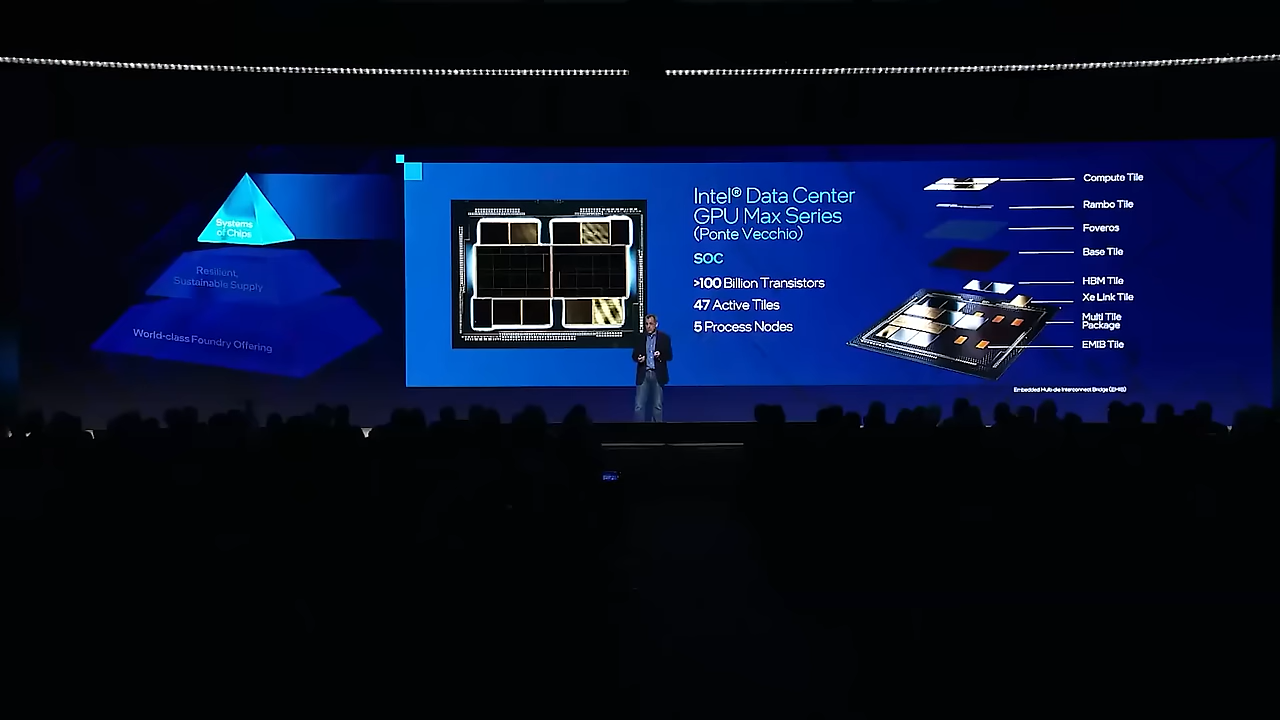 Systems
of Chips
Resilient,
Sustainable Supply
World-class Foundry Offering
Intel® Data Center
GPU Max Series
(Ponte Vecchio)
SOC
>100 Billion Transistors
47 Active Tiles
5 Process Nodes
Compute Tile
Rambo Tile
Foveros
Base Tile
HBM Tile
Xe Link Tile
Multi Tile
Package
EMIB Tile
Embedded Multi-die Interconnect Bridge (EMIB)